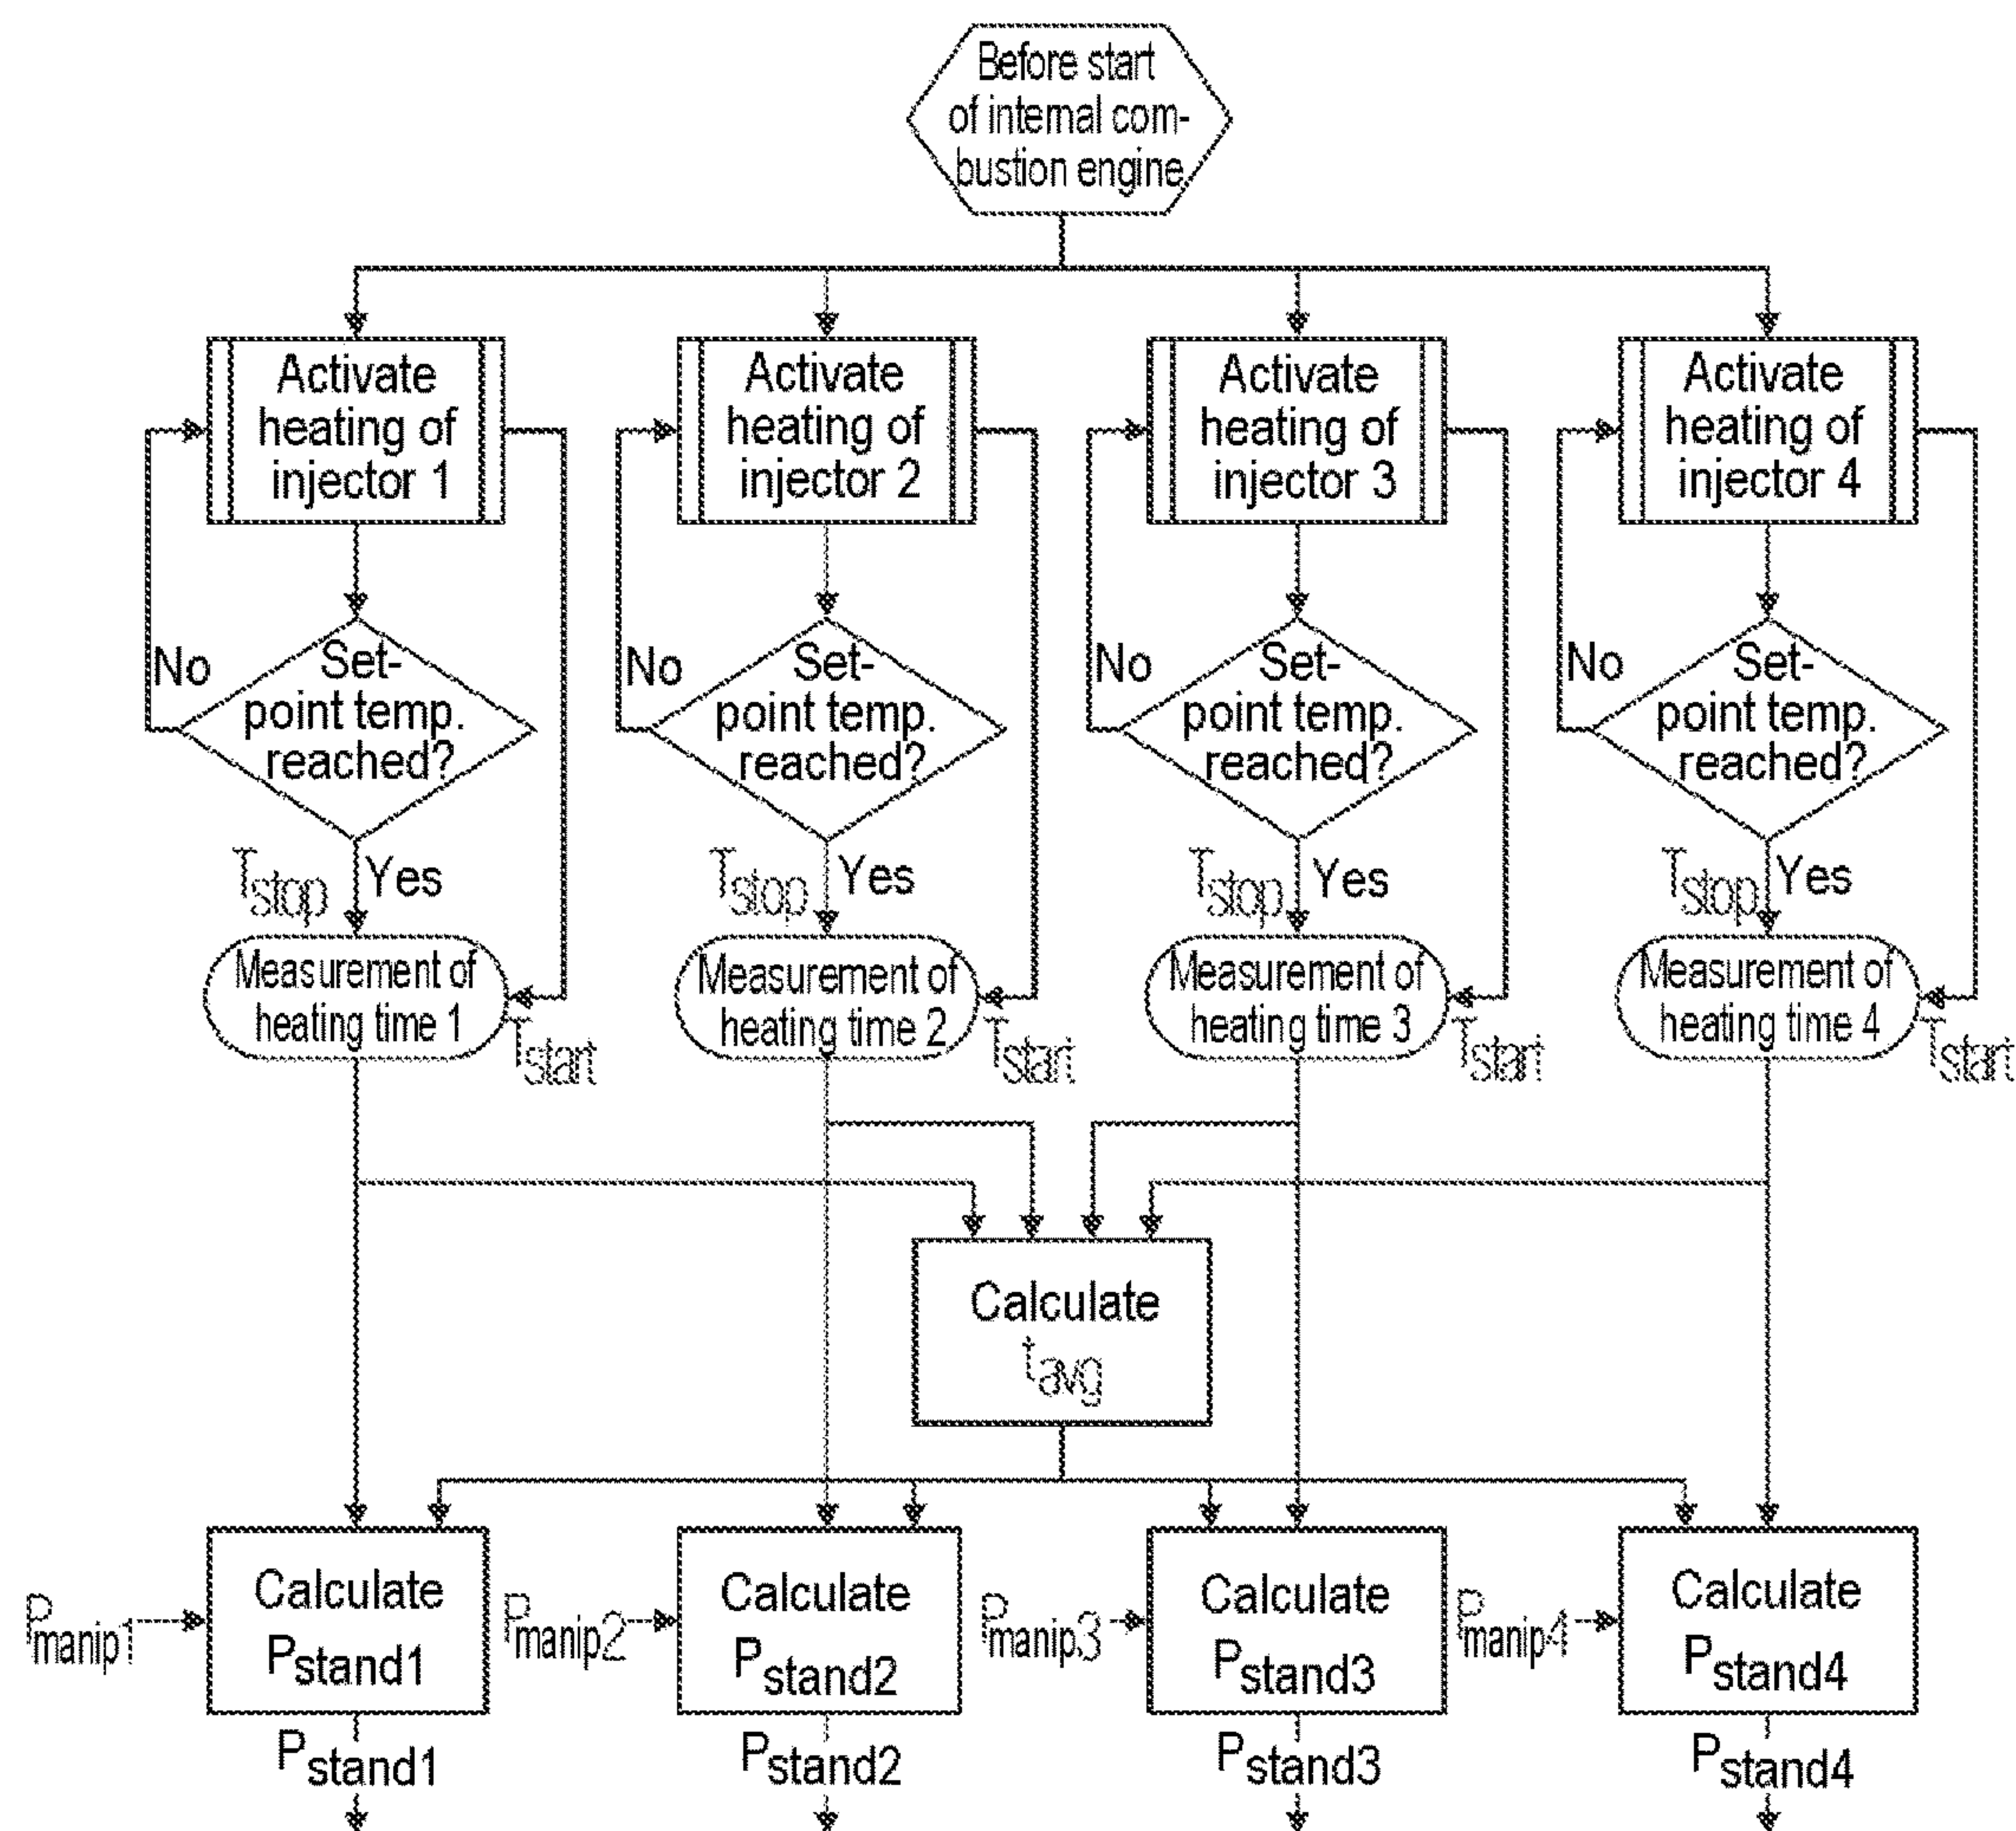 Before start
of internal com-
bustion engine
Activate
heating of
injector 1
Activate
heating of
injector 2
Activate
heating of
injector 3
Activate
heating of
injector 4
No
Set-
point temp.
reached?
No
Set-
point temp.
reached?
No
Set-
point temp.
reached?
No
Set-
point temp.
reached?
Tstop Yes
Tstop Yes
Tstop Yes
Tstop Yes
Measurement of
heating time 1
Tstart
Measurement of
heating time 2
Tstart
Measurement of
heating time 3
Tstart
Measurement of
heating time 4
Tstart
Calculate
tavg
Pmanip1
Calculate
Pstand1
Pmanip2
Calculate
Pstand2
Pmanip3
Calculate
Pstand3
Pmanip4
Calculate
Pstand4
Pstand1
Pstand2
Pstand3
Pstand4